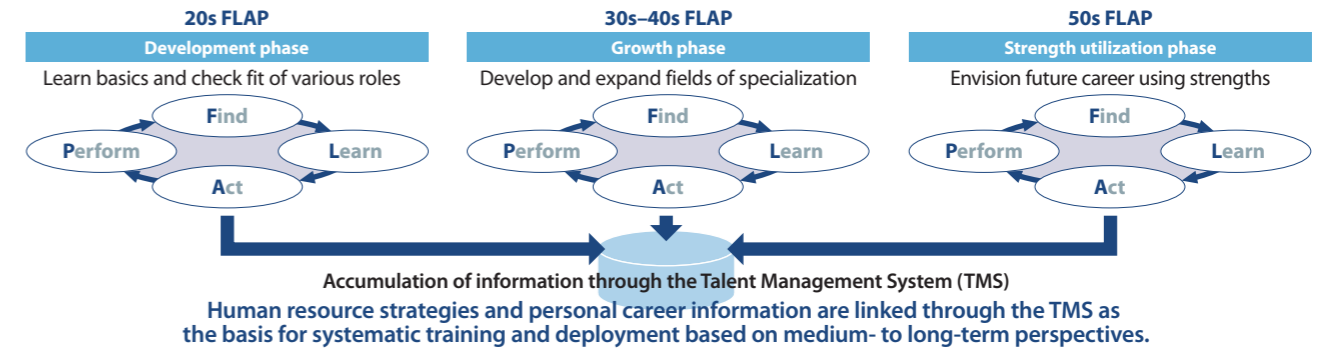 20s FLAP
Development phase
Learn basics and check fit of various roles
Find
Perform
Learn
Act
30s–40s FLAP
Growth phase
Develop and expand fields of specialization
Find
Perform
Learn
Act
50s FLAP
Strength utilization phase
Envision future career using strengths
Find
Perform
Learn
Act
Accumulation of information through the Talent Management System (TMS)
Human resource strategies and personal career information are linked through the TMS as
the basis for systematic training and deployment based on medium- to long-term perspectives.